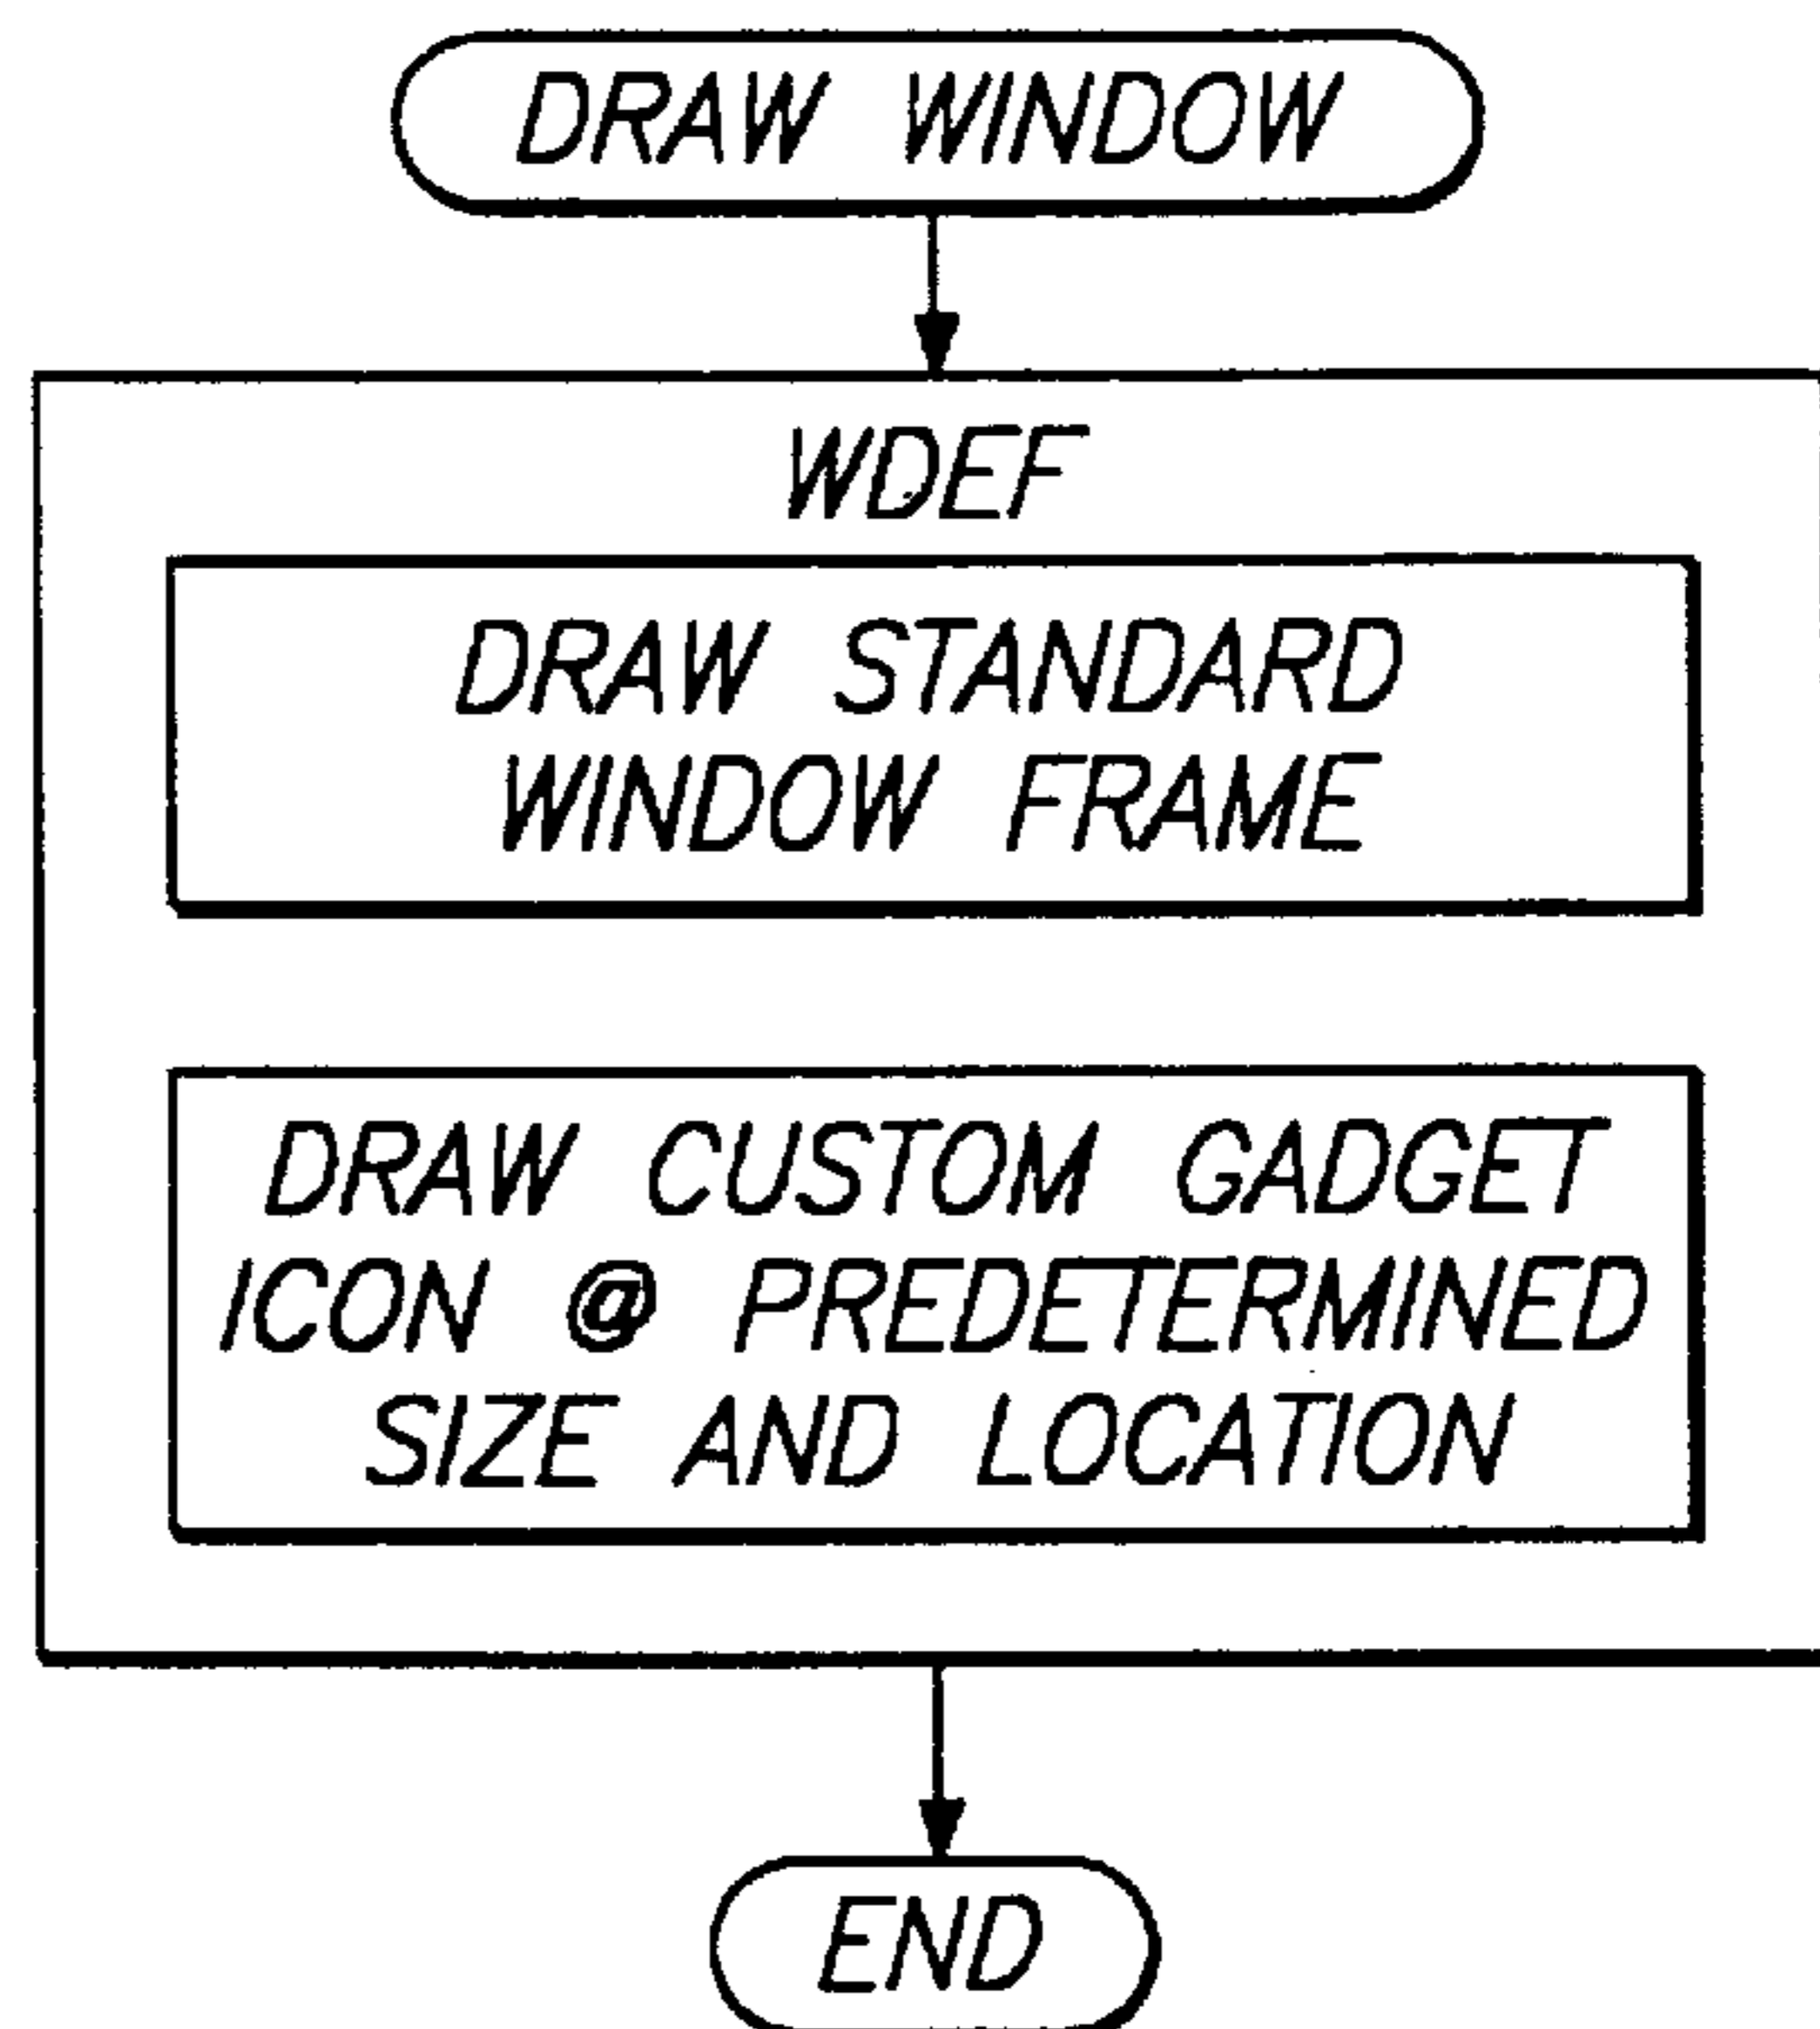 DRAW WINDOW
WDEF
DRAW STANDARD
WINDOW FRAME
DRAW CUSTOM GADGET
ICON @ PREDETERMINED
SIZE AND LOCATION
END